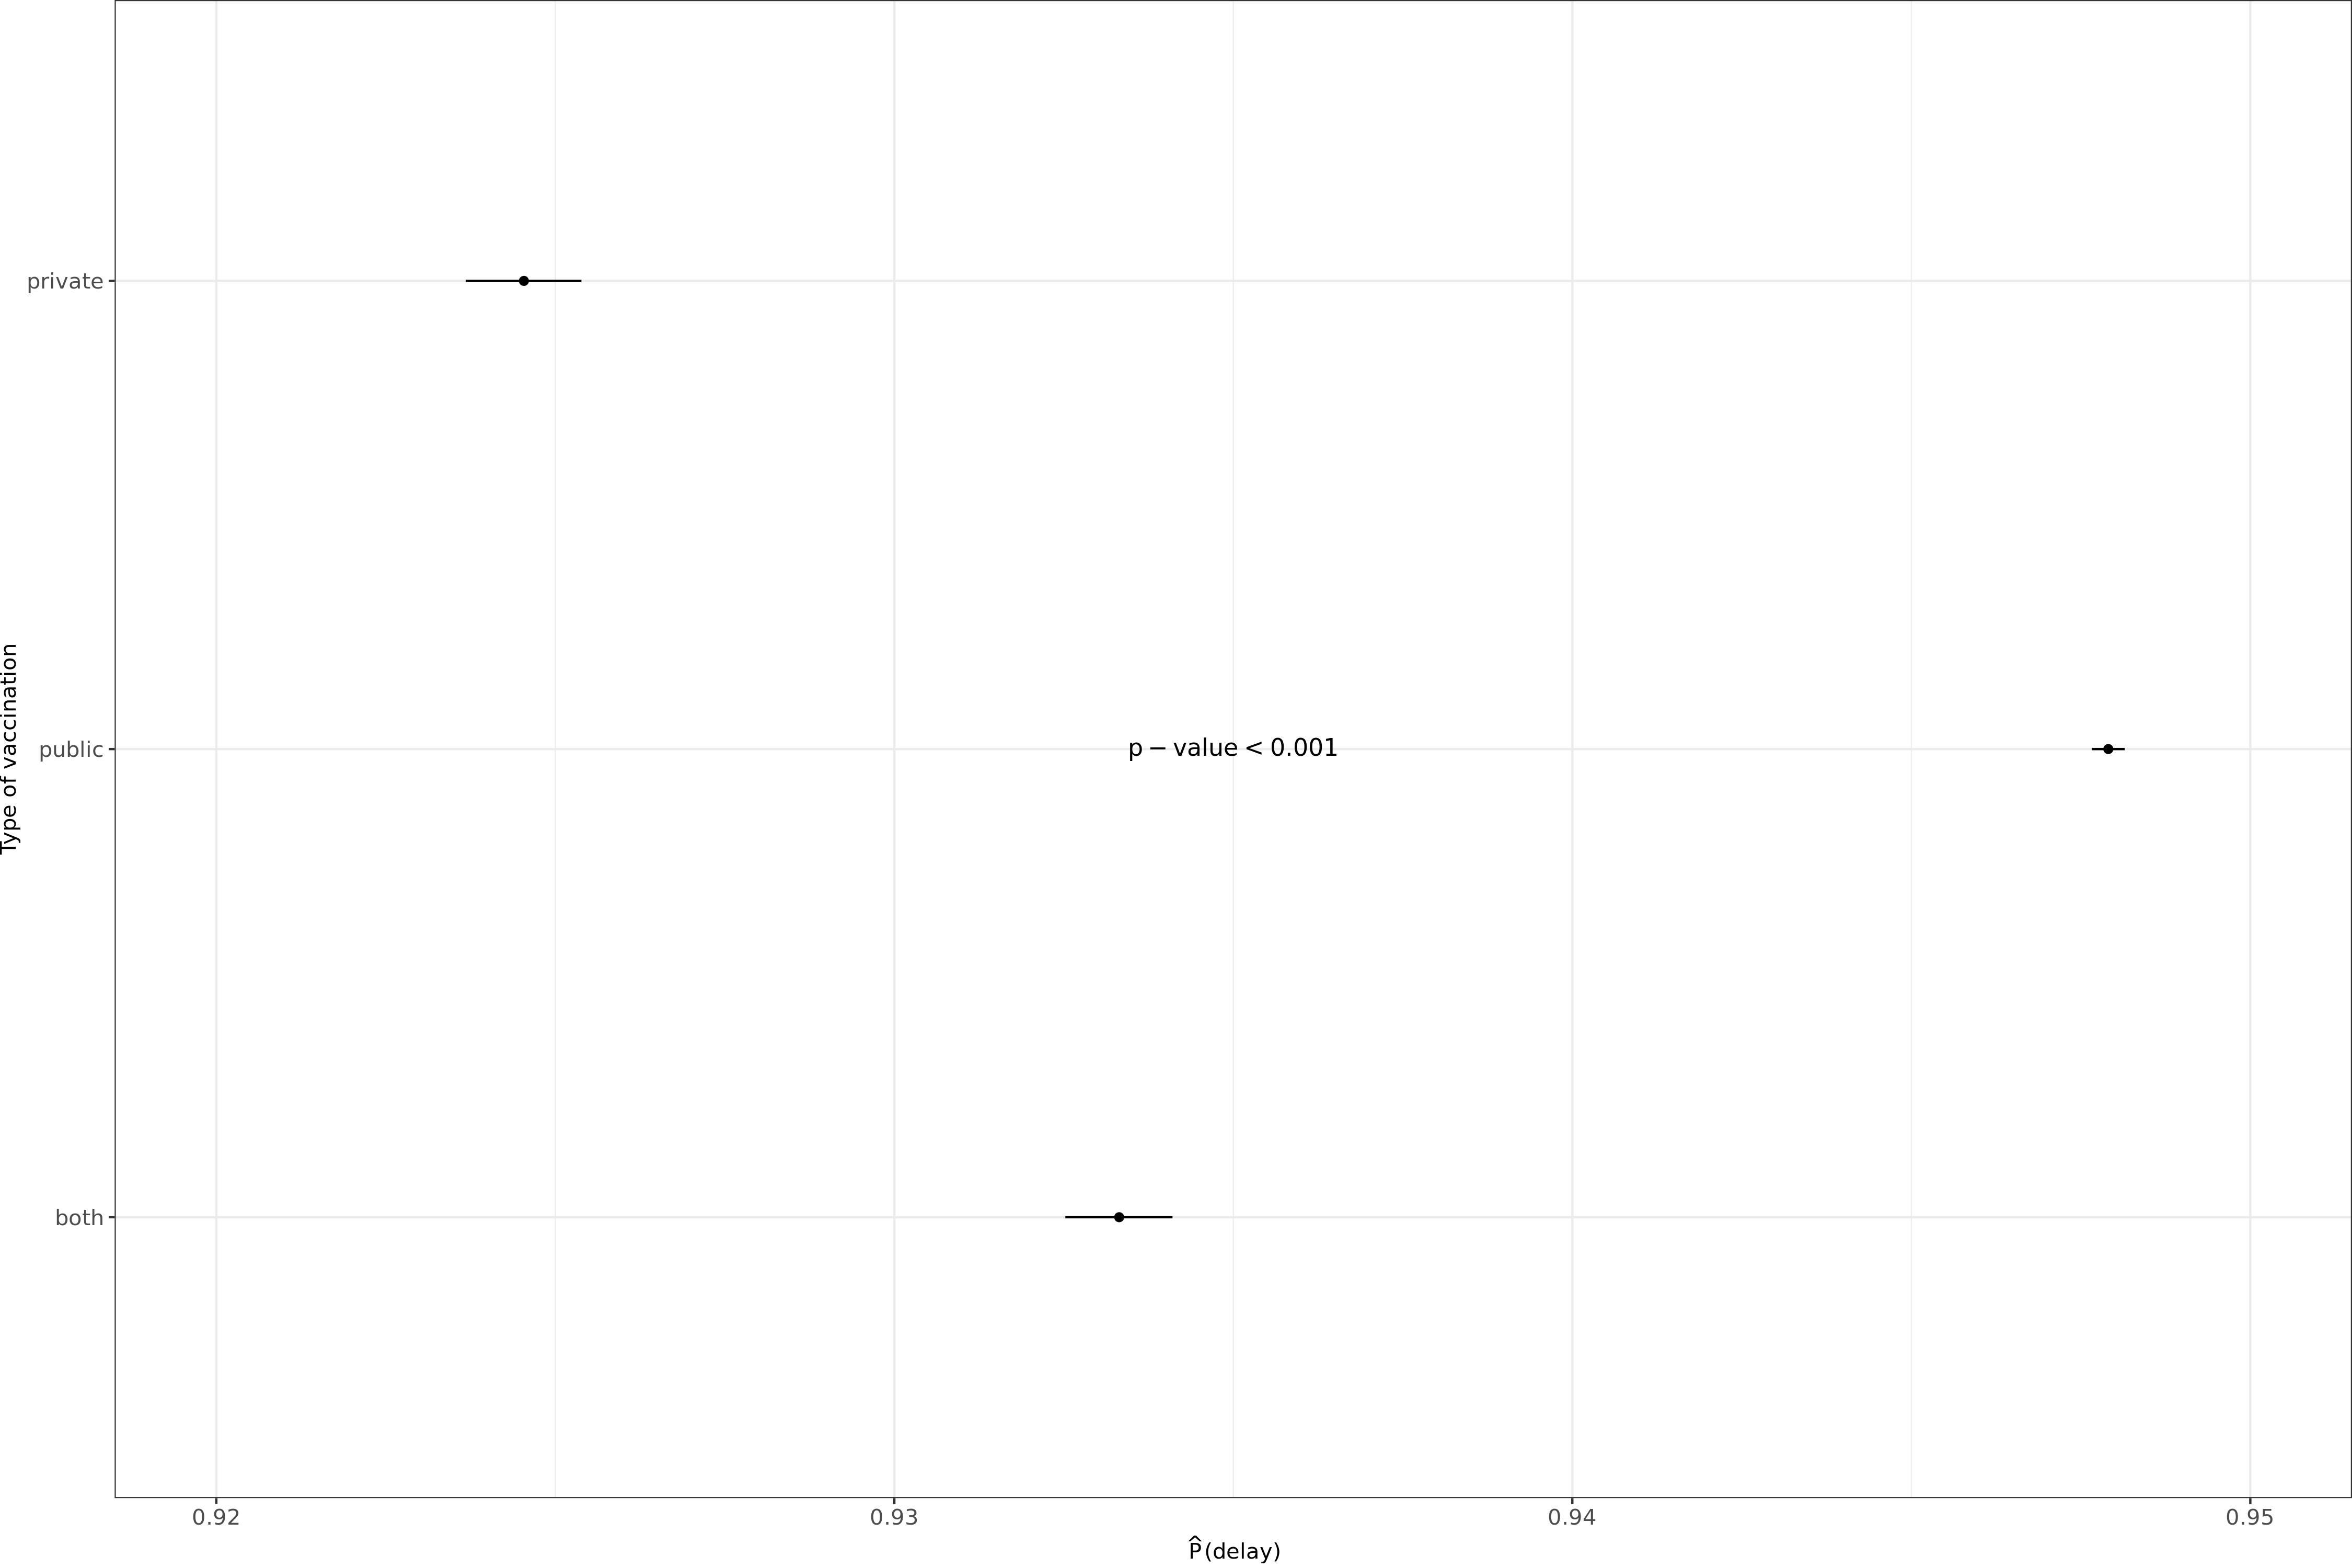 Type of vaccination
private
public
both
p − value < 0.001
0.92
0.93
0.94
0.95
P̂(delay)